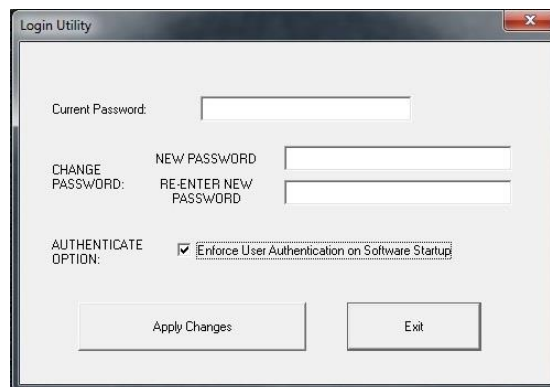 Login Utility
Current Password:
CHANGE
PASSWORD:
NEW PASSWORD
RE-ENTER NEW
PASSWORD
AUTHENTICATE
OPTION:
Enforce User Authentication on Software Startup
Apply Changes
Exit